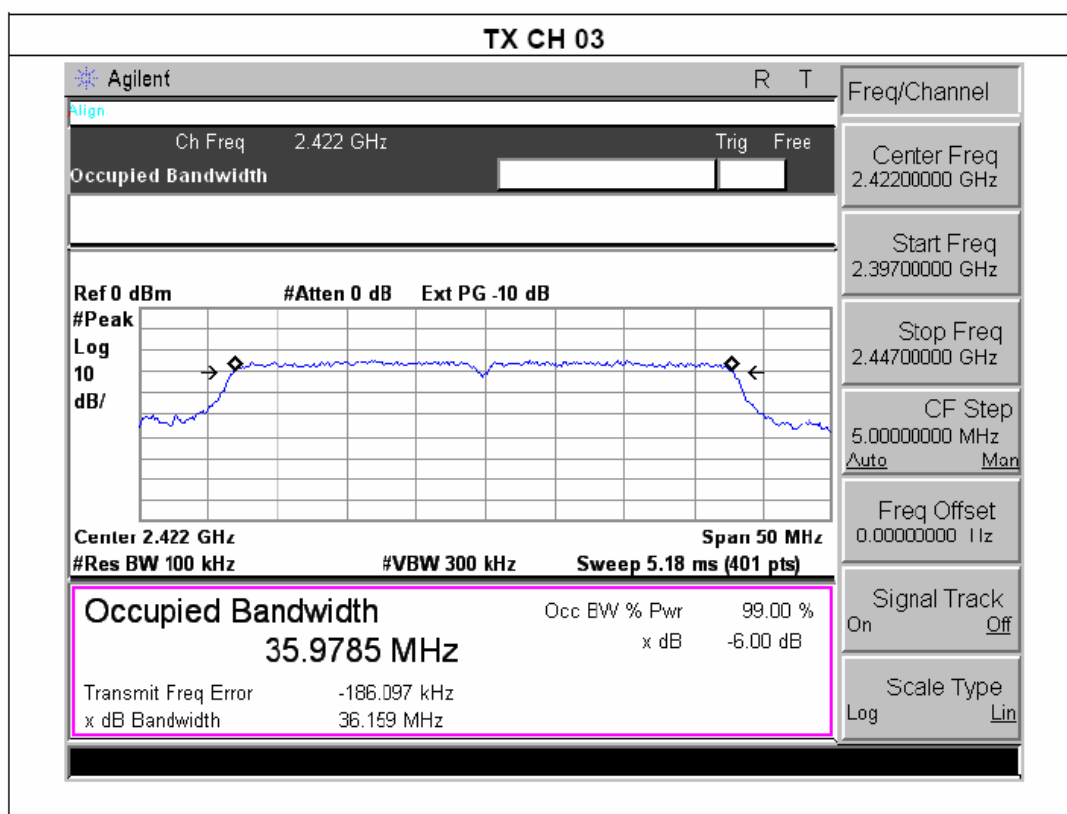 TX CH 03
Agilent R T
Align
Ch Freq 2.422 GHz Trig Free
Occupied Bandwidth
Ref 0 dBm #Atten 0 dB Ext PG -10 dB
#Peak
Log
10
dB/
Center 2.422 GHz Span 50 MHz
#Res BW 100 kHz #VBW 300 kHz Sweep 5.18 ms (401 pts)
Occupied Bandwidth
35.9785 MHz
Occ BW % Pwr 99.00 %
x dB -6.00 dB
Transmit Freq Error -186.097 kHz
x dB Bandwidth 36.159 MHz
Freq/Channel
Center Freq
2.42200000 GHz
Start Freq
2.39700000 GHz
Stop Freq
2.44700000 GHz
CF Step
5.00000000 MHz
Auto Man
Freq Offset
0.00000000 Hz
Signal Track
On Off
Scale Type
Log Lin